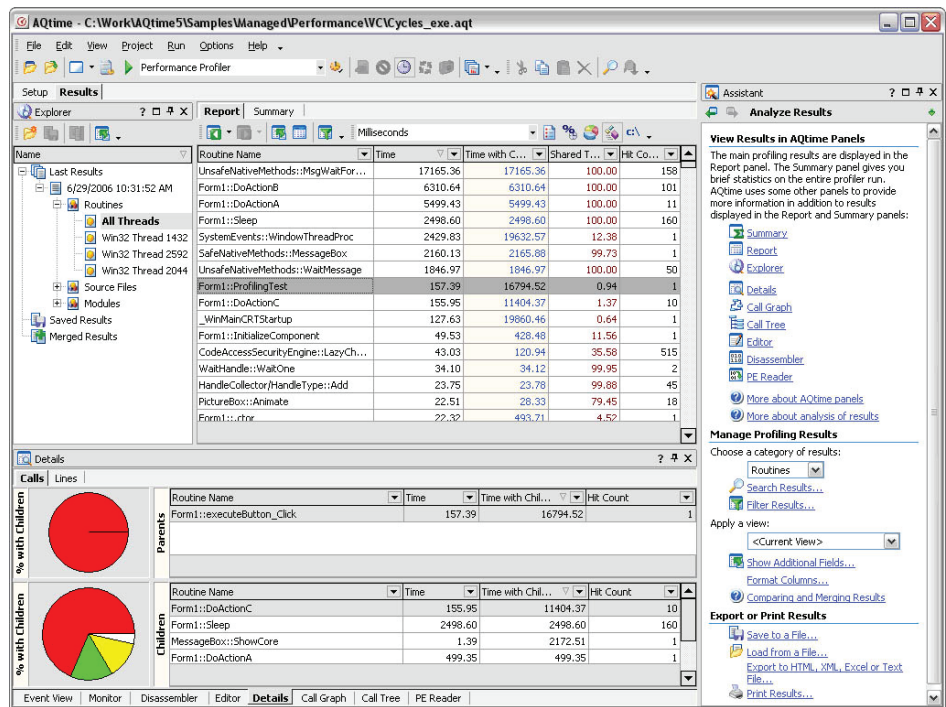 AQtime - C:\Work\AQtime5\Samples\Managed\Performance\VC\Cycles_exe.aqt
File Edit View Project Run Options Help
Performance Profiler
Setup Results
Explorer
Name
Last Results
6/29/2006 10:31:52 AM
Routines
All Threads
Win32 Thread 1432
Win32 Thread 2592
Win32 Thread 2044
Source Files
Modules
Saved Results
Merged Results
Report Summary
Milliseconds
Routine Name Time Time with C... Shared T... Hit Co...
UnsafeNativeMethods::MsgWaitFor... 17165.36 17165.36 100.00 158
Form1::DoActionB 6310.64 6310.64 100.00 101
Form1::DoActionA 5499.43 5499.43 100.00 11
Form1::Sleep 2498.60 2498.60 100.00 160
SystemEvents::WindowThreadProc 2429.83 19632.57 12.38 1
SafeNativeMethods::MessageBox 2160.13 2165.88 99.73 1
UnsafeNativeMethods::WaitMessage 1846.97 1846.97 100.00 50
Form1::ProfilingTest 157.39 16794.52 0.94 1
Form1::DoActionC 155.95 11404.37 1.37 10
_WinMainCRTStartup 127.63 19860.46 0.64 1
Form1::InitializeComponent 49.53 428.48 11.56 1
CodeAccessSecurityEngine::LazyCh... 43.03 120.94 35.58 515
WaitHandle::WaitOne 34.10 34.12 99.95 2
HandleCollector/HandleType::Add 23.75 23.78 99.88 45
PictureBox::Animate 22.51 28.33 79.45 18
Form1::.ctor 22.32 493.71 4.52 1
Details
Calls Lines
% with Children
Parents
Routine Name Time Time with Chil... Hit Count
Form1::executeButton_Click 157.39 16794.52 1
% with Children
Children
Routine Name Time Time with Chil... Hit Count
Form1::DoActionC 155.95 11404.37 10
Form1::Sleep 2498.60 2498.60 160
MessageBox::ShowCore 1.39 2172.51 1
Form1::DoActionA 499.35 499.35 1
Event View Monitor Disassembler Editor Details Call Graph Call Tree PE Reader
Assistant
Analyze Results
View Results in AQtime Panels
The main profiling results are displayed in the
Report panel. The Summary panel gives you
brief statistics on the entire profiler run.
AQtime uses some other panels to provide
more information in addition to results
displayed in the Report and Summary panels:
Summary
Report
Explorer
Details
Call Graph
Call Tree
Editor
Disassembler
PE Reader
More about AQtime panels
More about analysis of results
Manage Profiling Results
Choose a category of results:
Routines
Search Results...
Filter Results...
Apply a view:
<Current View>
Show Additional Fields...
Format Columns...
Comparing and Merging Results
Export or Print Results
Save to a File...
Load from a File...
Export to HTML, XML, Excel or Text
File...
Print Results...